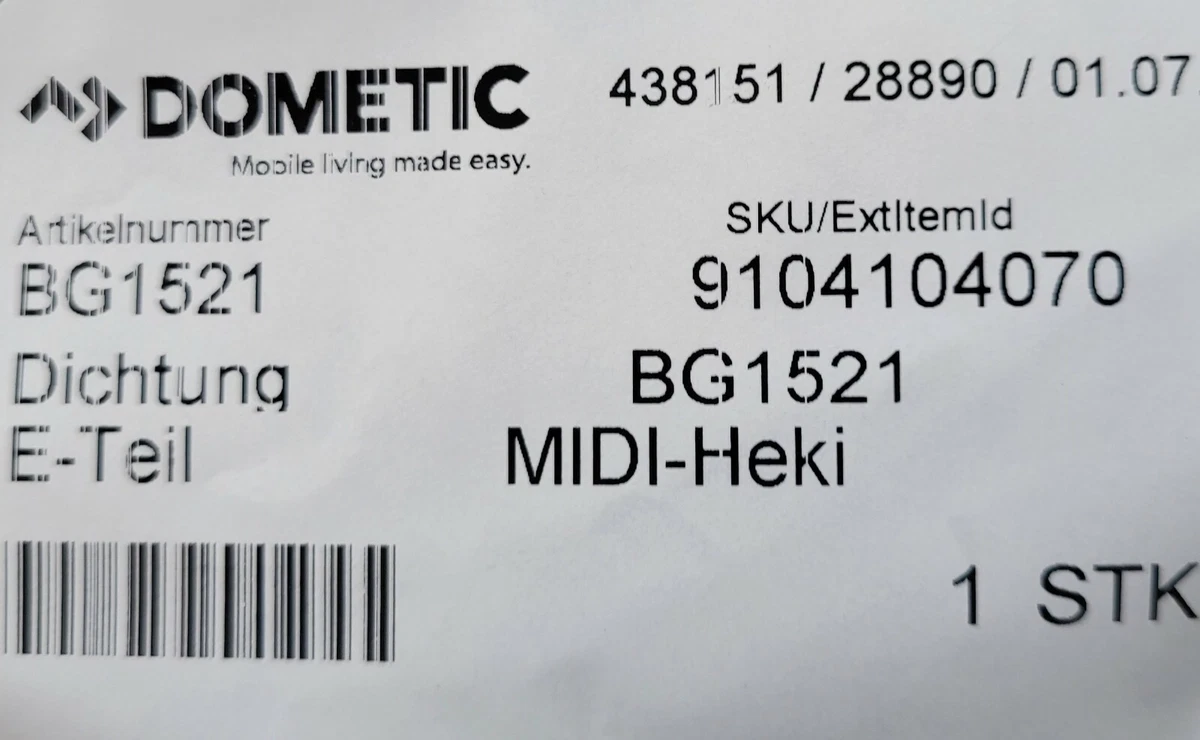 DOMETIC 438151 / 28890 / 01.07.
Mobile living made easy.
Artikelnummer SKU/ExtItemId
BG1521 9104104070
Dichtung BG1521
E-Teil MIDI-Heki
1 STK